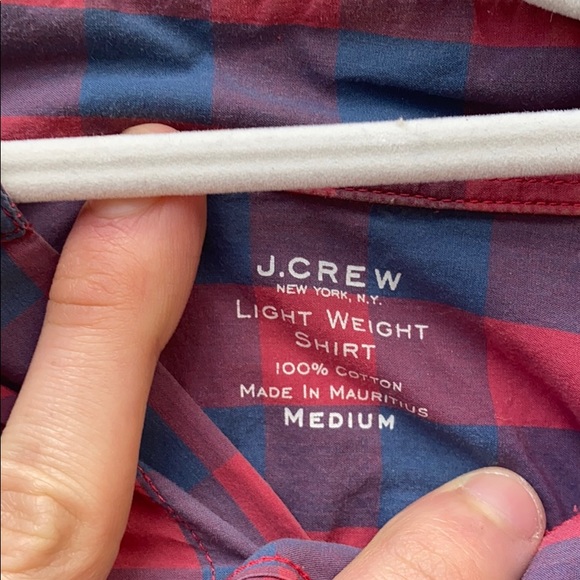 J.CREW
NEW YORK, N.Y.
LIGHT WEIGHT
SHIRT
100% COTTON
MADE IN MAURITIUS
MEDIUM